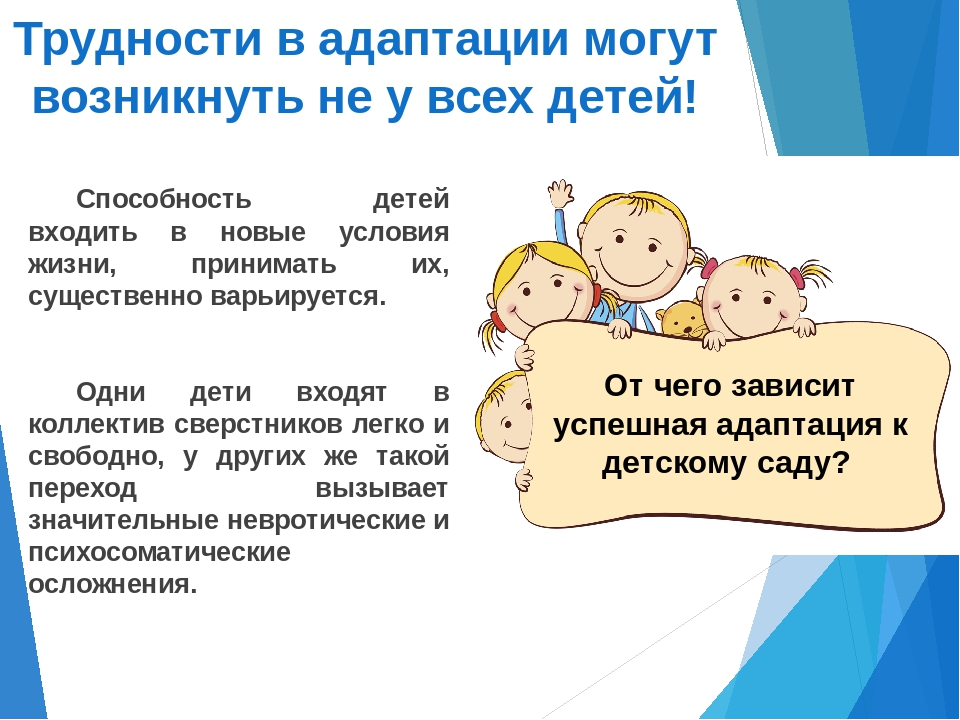 Трудности в адаптации могут
возникнуть не у всех детей!
Способность детей
входить в новые условия
жизни, принимать их,
существенно варьируется.
Одни дети входят в
коллектив сверстников легко и
свободно, у других же такой
переход вызывает
значительные невротические и
психосоматические
осложнения.
От чего зависит
успешная адаптация к
детскому саду?